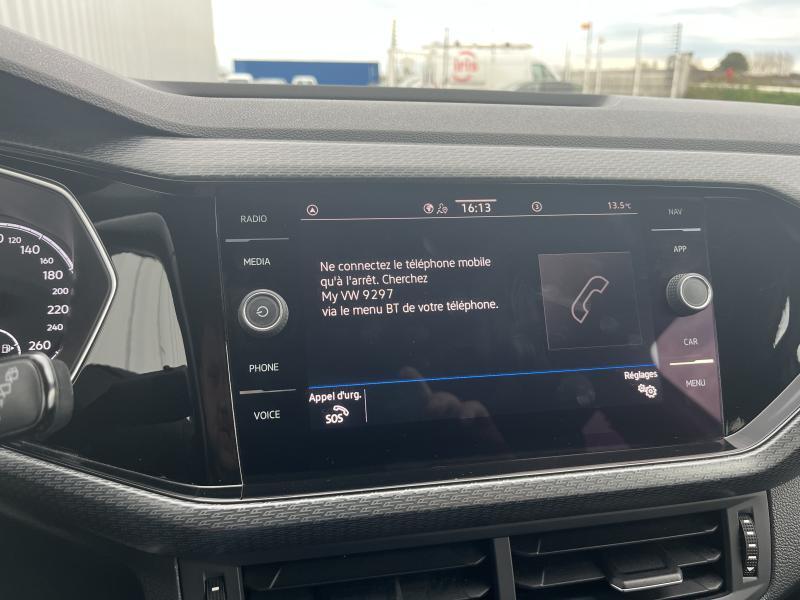 iris
16:13
3
13.5°C
RADIO
MEDIA
PHONE
VOICE
Ne connectez le téléphone mobile
qu'à l'arrêt. Cherchez
My VW 9297
via le menu BT de votre téléphone.
Appel d'urg.
SOS
Réglages
NAV
APP
CAR
MENU
120
140
160
180
200
220
240
260